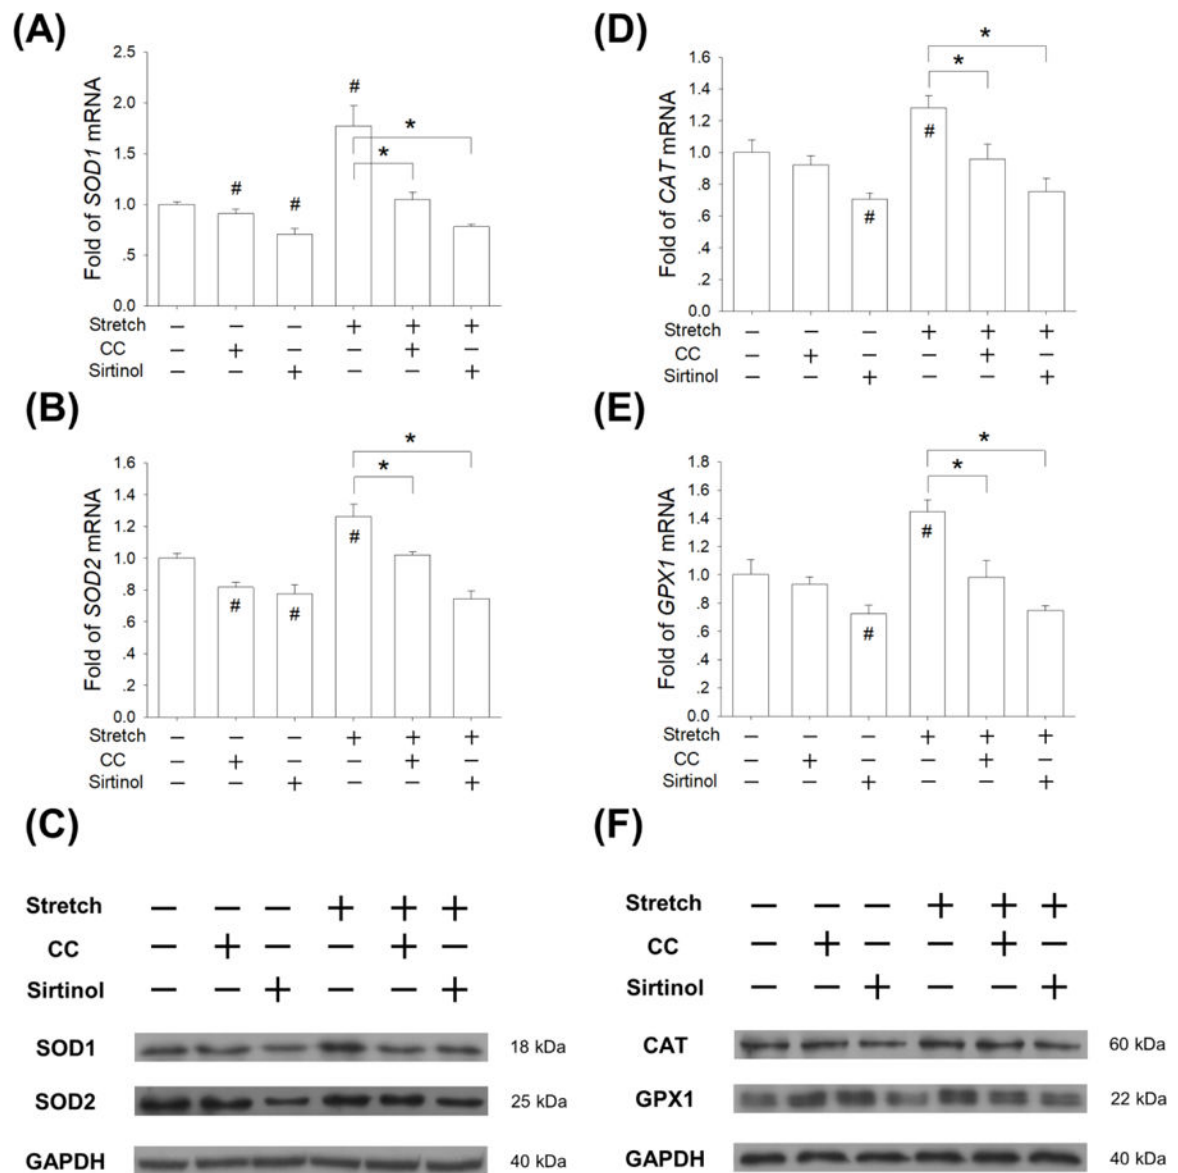 (A)
Fold of SOD1 mRNA
2.5
2.0
1.5
1.0
.5
0.0
# # #
* *
Stretch – – – + + +
CC – + – – + –
Sirtinol – – + – – +
(D)
Fold of CAT mRNA
1.6
1.4
1.2
1.0
.8
.6
.4
.2
0.0
# #
* *
Stretch – – – + + +
CC – + – – + –
Sirtinol – – + – – +
(B)
Fold of SOD2 mRNA
1.6
1.4
1.2
1.0
.8
.6
.4
.2
0.0
# # #
* *
Stretch – – – + + +
CC – + – – + –
Sirtinol – – + – – +
(E)
Fold of GPX1 mRNA
1.8
1.6
1.4
1.2
1.0
.8
.6
.4
.2
0.0
# #
* *
Stretch – – – + + +
CC – + – – + –
Sirtinol – – + – – +
(C)
Stretch – – – + + +
CC – + – – + –
Sirtinol – – + – – +
SOD1 18 kDa
SOD2 25 kDa
GAPDH 40 kDa
(F)
Stretch – – – + + +
CC – + – – + –
Sirtinol – – + – – +
CAT 60 kDa
GPX1 22 kDa
GAPDH 40 kDa